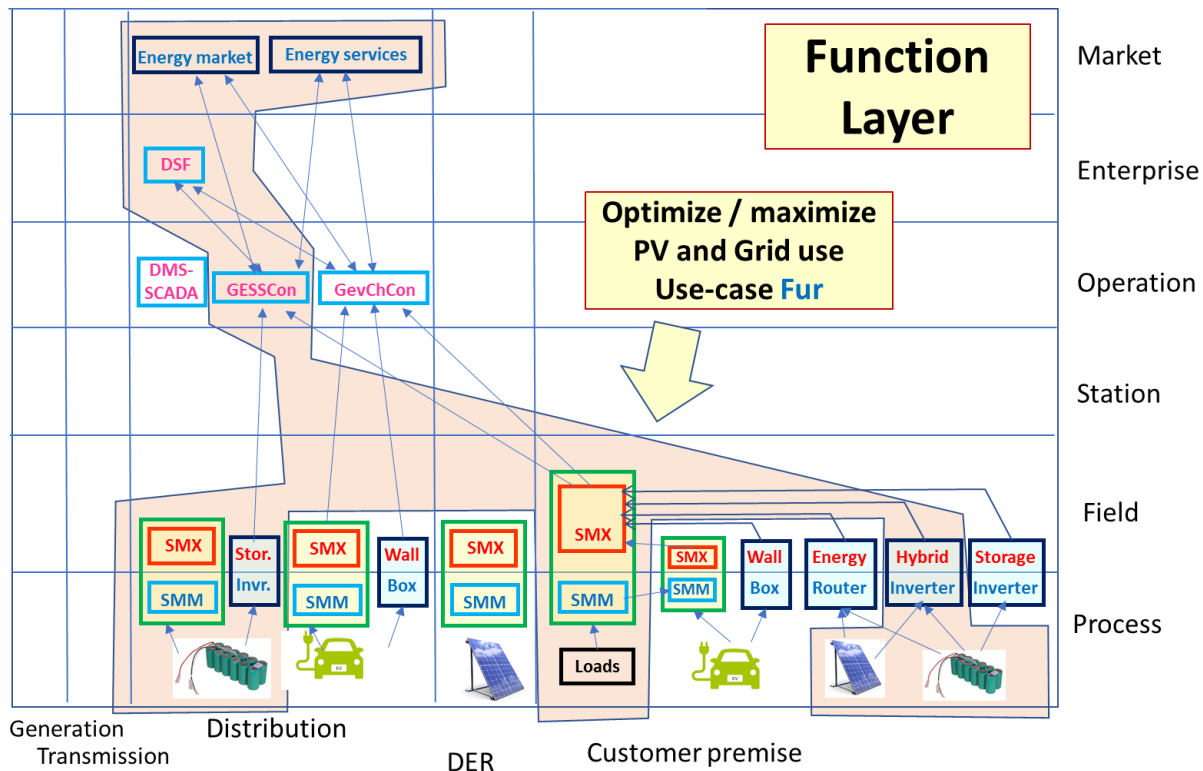 Energy market
Energy services
Function
Layer
Market
DSF
Enterprise
Optimize / maximize
PV and Grid use
Use-case Fur
DMS-
SCADA
GESSCon
GevChCon
Operation
Station
SMX
SMM
Stor.
Invr.
SMX
SMM
Wall
Box
SMX
SMM
SMX
SMM
Loads
SMX
SMM
Wall
Box
Energy
Router
Hybrid
Inverter
Storage
Inverter
Field
Process
EV
EV
Generation
Transmission
Distribution
DER
Customer premise